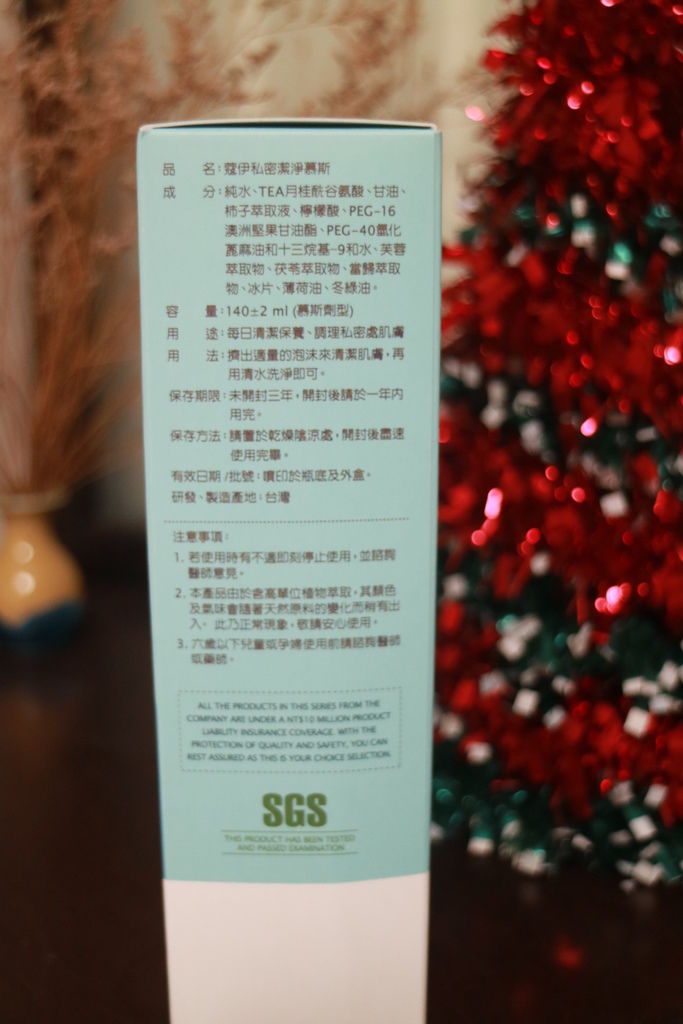 品　　名：蔻伊私密潔淨慕斯
成　　分：純水、TEA月桂酰谷氨酸、甘油、
柿子萃取液、檸檬酸、PEG-16
澳洲堅果甘油酯、PEG-40氫化
蓖麻油和十三烷基-9和水、芙蓉
萃取物、茯苓萃取物、當歸萃取
物、冰片、薄荷油、冬綠油。
容　　量：140±2 ml (慕斯劑型)
用　　途：每日清潔保養、調理私密處肌膚
用　　法：擠出適量的泡沫來清潔肌膚，再
用清水洗淨即可。
保存期限：未開封三年，開封後請於一年內
用完。
保存方法：請置於乾燥陰涼處，開封後盡速
使用完畢。
有效日期/批號：噴印於瓶底及外盒。
研發、製造產地：台灣
注意事項：
1. 若使用時有不適即刻停止使用，並諮詢
醫師意見。
2. 本產品由於含高單位植物萃取，其顏色
及氣味會隨著天然原料的變化而稍有出
入。此乃正常現象，敬請安心使用。
3. 六歲以下兒童或孕婦使用前請諮詢醫師
或藥師。
ALL THE PRODUCTS IN THIS SERIES FROM THE
COMPANY ARE UNDER A NT$10 MILLION PRODUCT
LIABILITY INSURANCE COVERAGE. WITH THE
PROTECTION OF QUALITY AND SAFETY, YOU CAN
REST ASSURED AS THIS IS YOUR CHOICE SELECTION.
SGS
THIS PRODUCT HAS BEEN TESTED
AND PASSED EXAMINATION